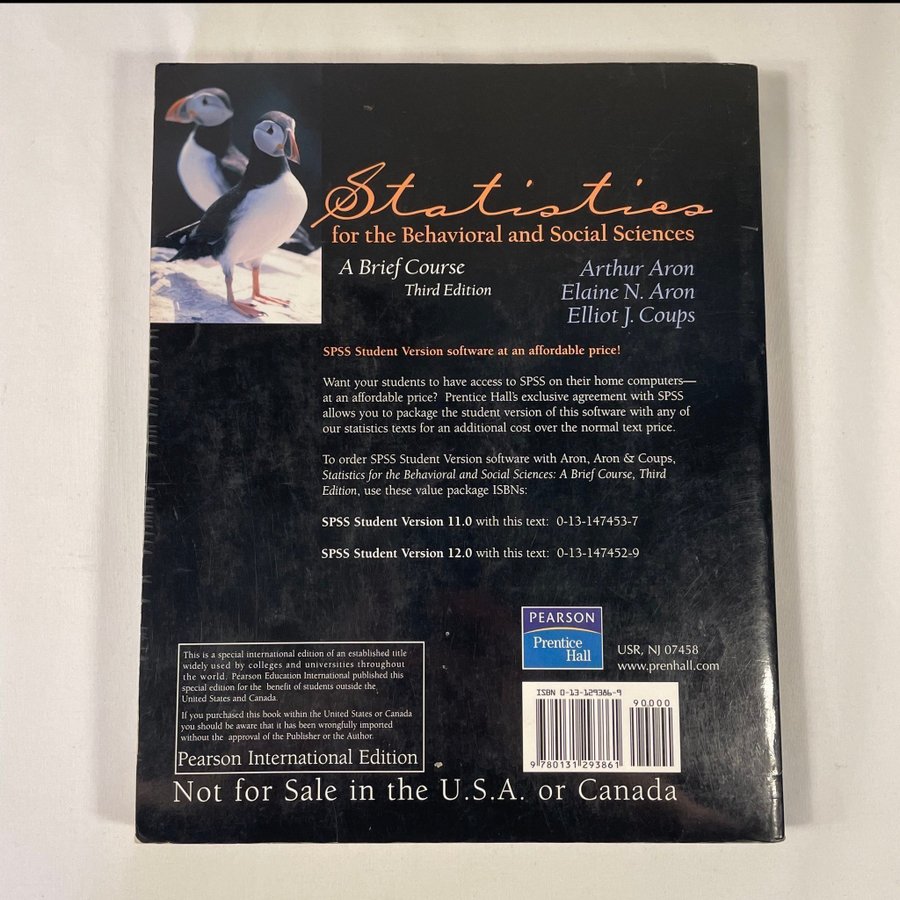 Statistics
for the Behavioral and Social Sciences
A Brief Course
Third Edition
Arthur Aron
Elaine N. Aron
Elliot J. Coups
SPSS Student Version software at an affordable price!
Want your students to have access to SPSS on their home computers—
at an affordable price? Prentice Hall's exclusive agreement with SPSS
allows you to package the student version of this software with any of
our statistics texts for an additional cost over the normal text price.
To order SPSS Student Version software with Aron, Aron & Coups,
Statistics for the Behavioral and Social Sciences: A Brief Course, Third
Edition, use these value package ISBNs:
SPSS Student Version 11.0 with this text: 0-13-147453-7
SPSS Student Version 12.0 with this text: 0-13-147452-9
This is a special international edition of an established title
widely used by colleges and universities throughout
the world. Pearson Education International published this
special edition for the benefit of students outside the
United States and Canada.
If you purchased this book within the United States or Canada
you should be aware that it has been wrongfully imported
without the approval of the Publisher or the Author.
Pearson International Edition
PEARSON
Prentice
Hall
USR, NJ 07458
www.prenhall.com
ISBN 0-13-129386-9
90000
9 780131 293861
Not for Sale in the U.S.A. or Canada